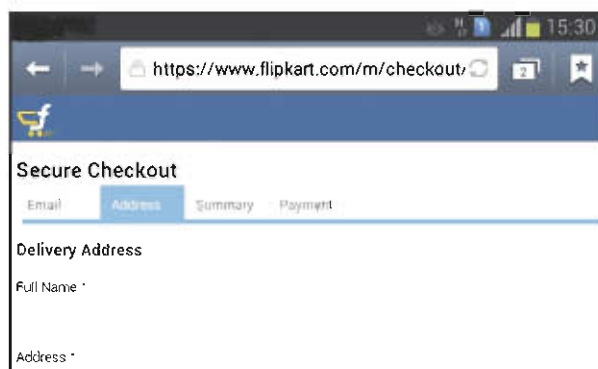 15:30
https://www.flipkart.com/m/checkout/
2
Secure Checkout
Email Address Summary Payment
Delivery Address
Full Name *
Address *